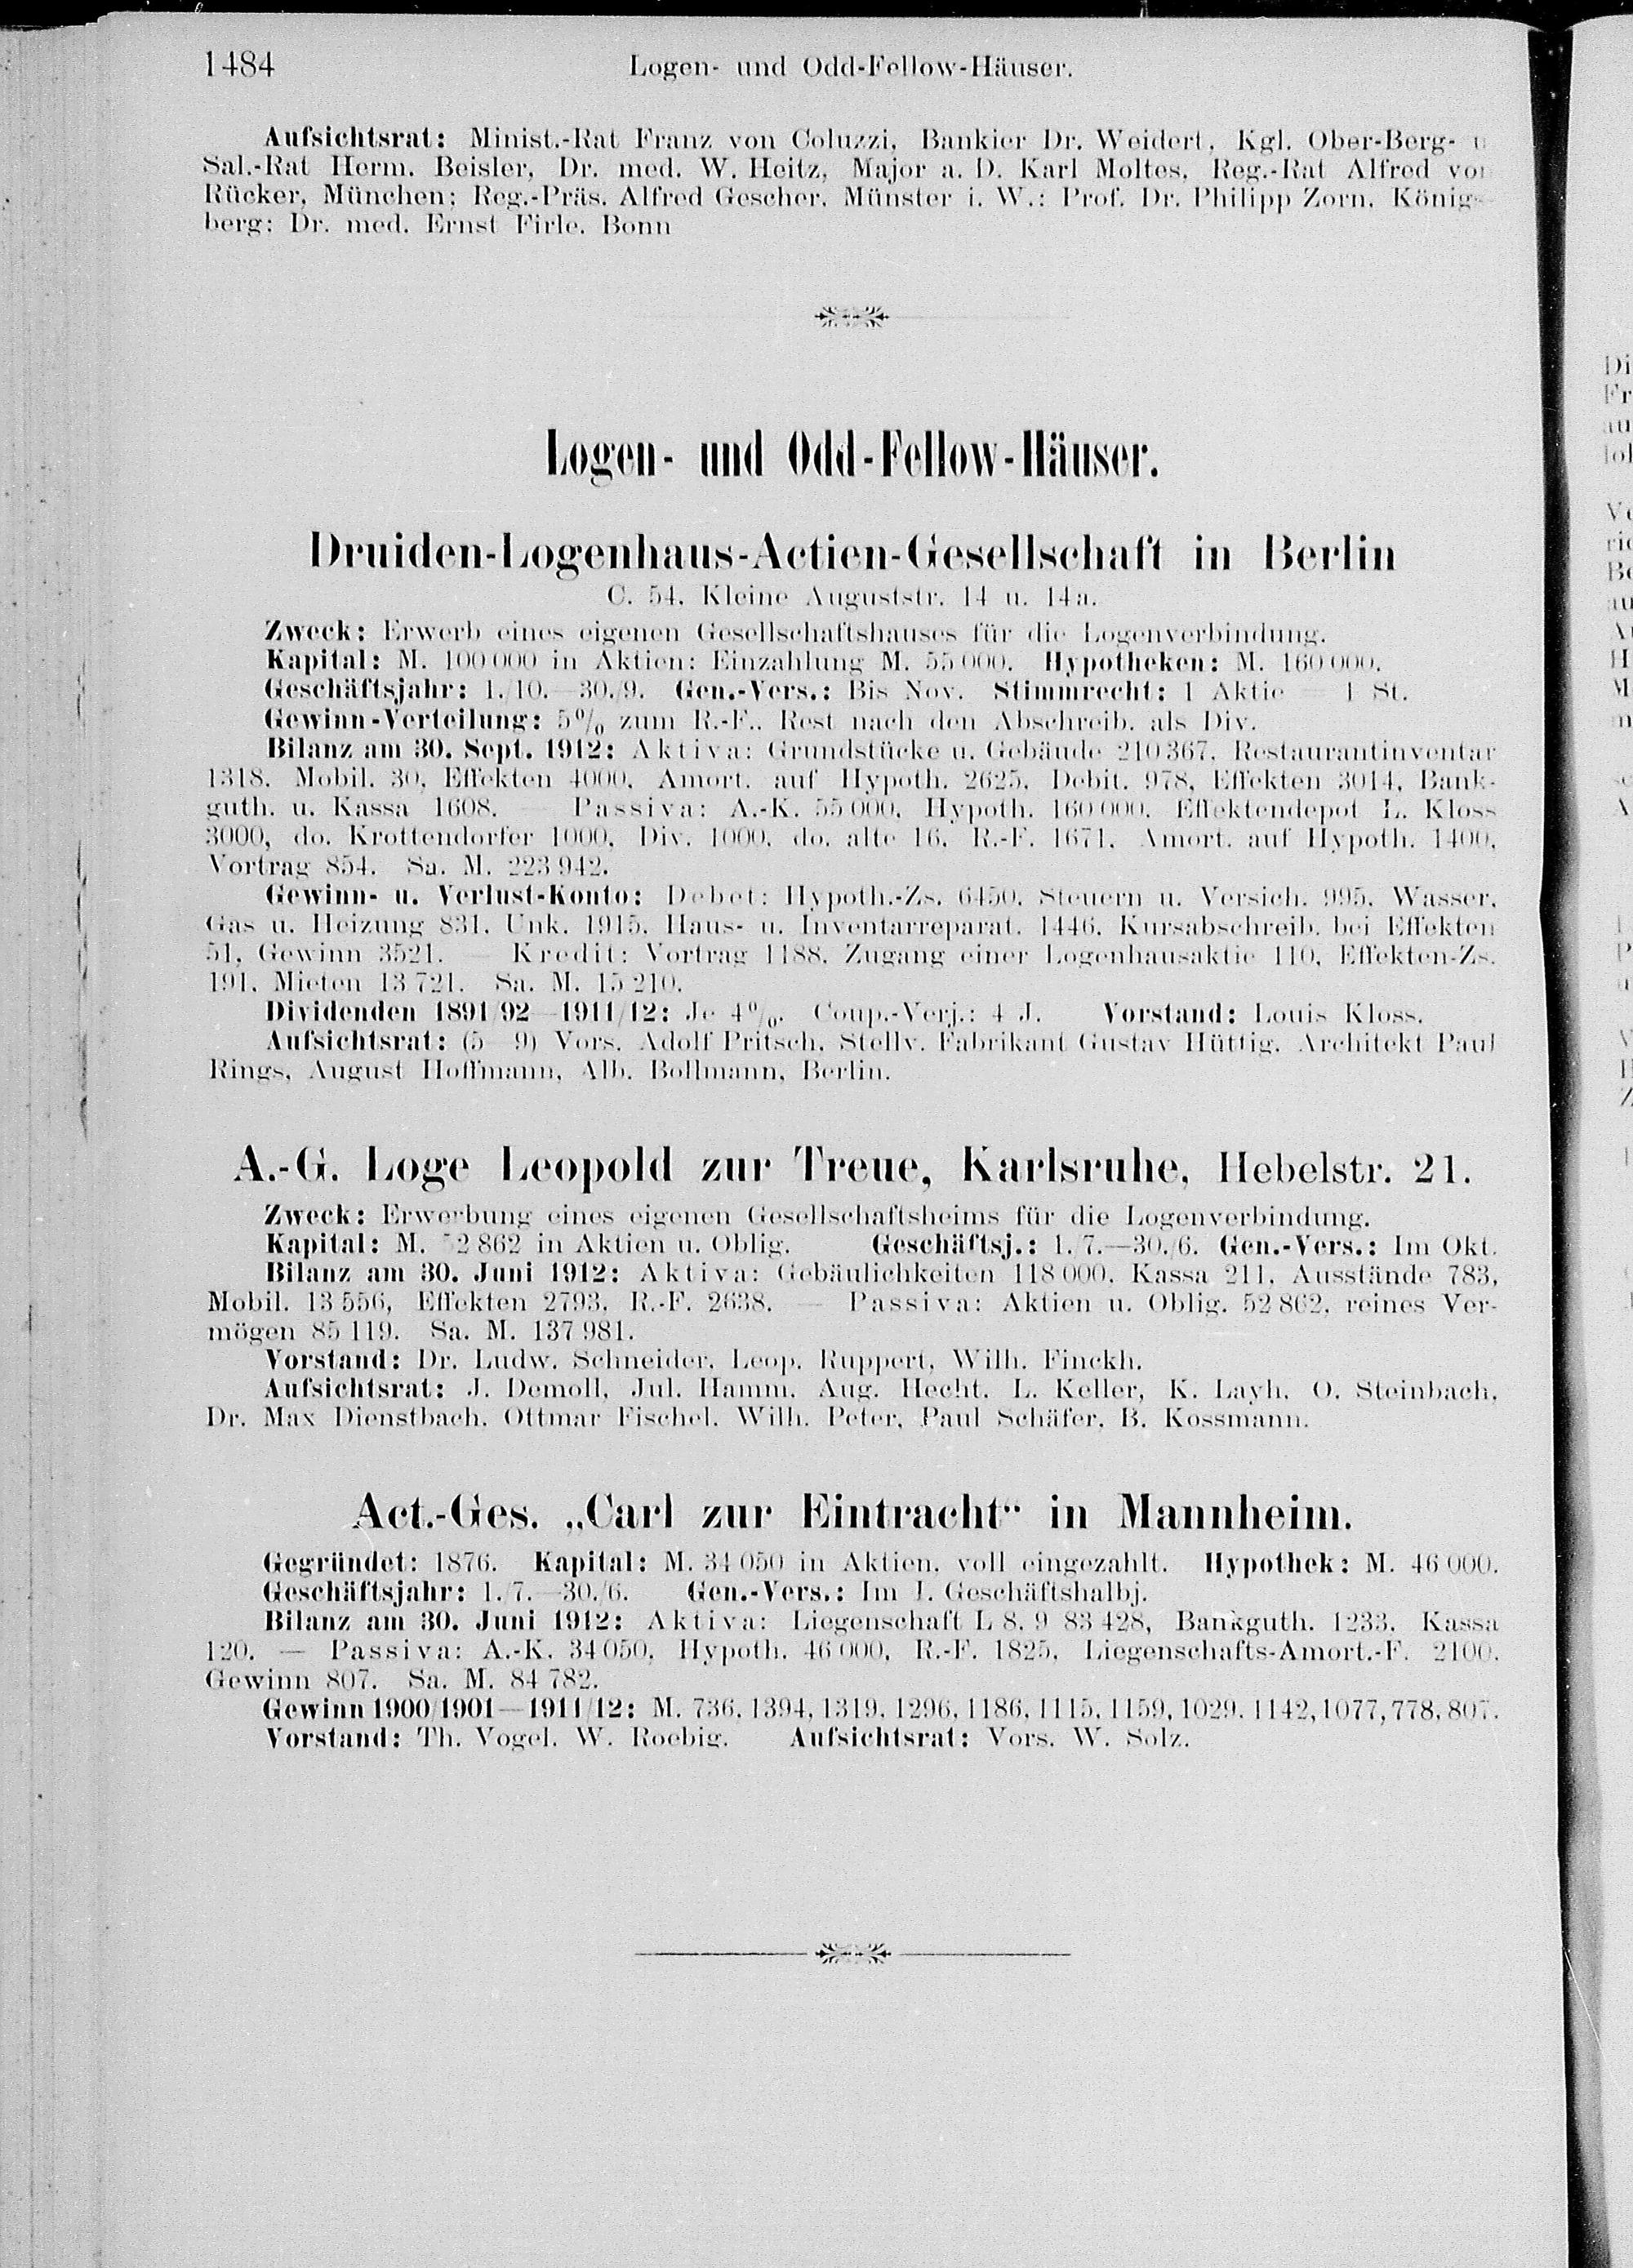 1484 Logen- und Odd-Fellow-Häuser.
Aufsichtsrat: Minist.-Rat Franz von Coluzzi, Bankier Dr. Weidert, Kgl. Ober-Berg- u
Sal.-Rat Herm. Beisler, Dr. med. W. Heitz, Major a. D. Karl Moltes, Reg.-Rat Alfred von
Rücker, München; Reg.-Präs. Alfred Gescher, Münster i. W.: Prof. Dr. Philipp Zorn, Königs-
berg: Dr. med. Ernst Firle, Bonn
Logen- und Odd-Fellow-Häuser.
Druiden-Logenhaus-Actien-Gesellschaft in Berlin
C. 54, Kleine Auguststr. 14 u. 14a.
Zweck: Erwerb eines eigenen Gesellschaftshauses für die Logenverbindung.
Kapital: M. 100 000 in Aktien: Einzahlung M. 55 000. Hypotheken: M. 160 000.
Geschäftsjahr: 1./10.—30./9. Gen.-Vers.: Bis Nov. Stimmrecht: 1 Aktie 1 St.
Gewinn-Verteilung: 5% zum R.-F., Rest nach den Abschreib. als Div.
Bilanz am 30. Sept. 1912: Aktiva: Grundstücke u. Gebäude 210 367, Restaurantinventar
1318, Mobil. 30, Effekten 4000, Amort. auf Hypoth. 2625, Debit. 978, Effekten 3014, Bank-
guth. u. Kassa 1608. — Passiva: A.-K. 55 000, Hypoth. 160 000, Effektendepot L. Kloss
3000, do. Krottendorfer 1000, Div. 1000, do. alte 16, R.-F. 1671, Amort. auf Hypoth. 1400,
Vortrag 854. Sa. M. 223 942.
Gewinn- u. Verlust-Konto: Debet: Hypoth.-Zs. 6450, Steuern u. Versich. 995, Wasser,
Gas u. Heizung 831, Unk. 1915, Haus- u. Inventarreparat. 1446, Kursabschreib. bei Effekten
51, Gewinn 3521. — Kredit: Vortrag 1188, Zugang einer Logenhausaktie 110, Effekten-Zs.
191, Mieten 13 721. Sa. M. 15 210.
Dividenden 1891/92—1911/12: Je 4%. Coup.-Verj.: 4 J. Vorstand: Louis Kloss.
Aufsichtsrat: (5—9) Vors. Adolf Pritsch, Stellv. Fabrikant Gustav Hüttig, Architekt Paul
Rings, August Hoffmann, Alb. Bollmann, Berlin.
A.-G. Loge Leopold zur Treue, Karlsruhe, Hebelstr. 21.
Zweck: Erwerbung eines eigenen Gesellschaftsheims für die Logenverbindung.
Kapital: M. 52 862 in Aktien u. Oblig. Geschäftsj.: 1./7.—30./6. Gen.-Vers.: Im Okt.
Bilanz am 30. Juni 1912: Aktiva: Gebäulichkeiten 118 000, Kassa 211, Ausstände 783,
Mobil. 13 556, Effekten 2793, R.-F. 2638. — Passiva: Aktien u. Oblig. 52 862, reines Ver-
mögen 85 119. Sa. M. 137 981.
Vorstand: Dr. Ludw. Schneider, Leop. Ruppert, Wilh. Finckh.
Aufsichtsrat: J. Demoll, Jul. Hamm, Aug. Hecht, L. Keller, K. Layh, O. Steinbach,
Dr. Max Dienstbach, Ottmar Fischel, Wilh. Peter, Paul Schäfer, B. Kossmann.
Act.-Ges. „Carl zur Eintracht“ in Mannheim.
Gegründet: 1876. Kapital: M. 34 050 in Aktien, voll eingezahlt. Hypothek: M. 46 000.
Geschäftsjahr: 1./7.—30./6. Gen.-Vers.: Im I. Geschäftshalbj.
Bilanz am 30. Juni 1912: Aktiva: Liegenschaft L 8, 9 83 428, Bankguth. 1233, Kassa
120. — Passiva: A.-K. 34 050, Hypoth. 46 000, R.-F. 1825, Liegenschafts-Amort.-F. 2100,
Gewinn 807. Sa. M. 84 782.
Gewinn 1900/1901—1911/12: M. 736, 1394, 1319, 1296, 1186, 1115, 1159, 1029, 1142, 1077, 778, 807.
Vorstand: Th. Vogel, W. Roebig. Aufsichtsrat: Vors. W. Solz.